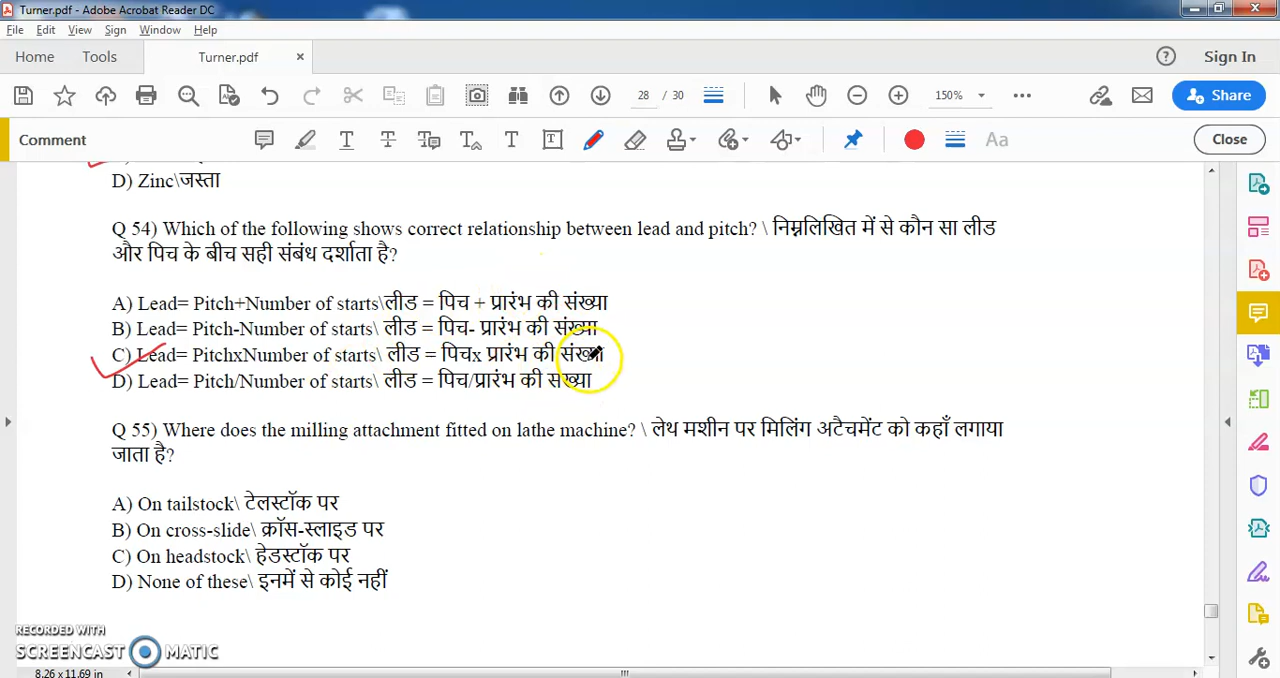 Turner.pdf - Adobe Acrobat Reader DC
File Edit View Sign Window Help
Home Tools Turner.pdf × ? Sign In
28 / 30 150% Share
Comment Aa Close
D) Zinc\जस्ता
Q 54) Which of the following shows correct relationship between lead and pitch? \ निम्नलिखित में से कौन सा लीड
और पिच के बीच सही संबंध दर्शाता है?
A) Lead= Pitch+Number of starts\लीड = पिच + प्रारंभ की संख्या
B) Lead= Pitch-Number of starts\ लीड = पिच- प्रारंभ की संख्या
C) Lead= PitchxNumber of starts\ लीड = पिचx प्रारंभ की संख्या
D) Lead= Pitch/Number of starts\ लीड = पिच/प्रारंभ की संख्या
Q 55) Where does the milling attachment fitted on lathe machine? \ लेथ मशीन पर मिलिंग अटैचमेंट को कहाँ लगाया
जाता है?
A) On tailstock\ टेलस्टॉक पर
B) On cross-slide\ क्रॉस-स्लाइड पर
C) On headstock\ हेडस्टॉक पर
D) None of these\ इनमें से कोई नहीं
RECORDED WITH
SCREENCAST MATIC
8.26 x 11.69 in